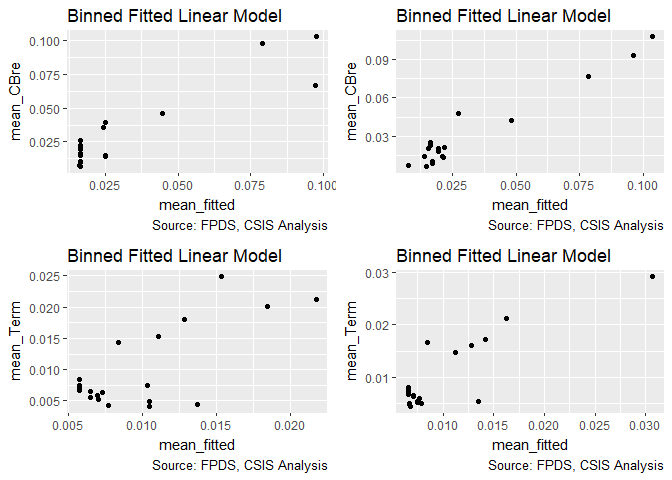 Binned Fitted Linear Model
mean_CBre
0.100
0.075
0.050
0.025
0.025
0.050
0.075
0.100
mean_fitted
Source: FPDS, CSIS Analysis
Binned Fitted Linear Model
mean_CBre
0.09
0.06
0.03
0.025
0.050
0.075
0.100
mean_fitted
Source: FPDS, CSIS Analysis
Binned Fitted Linear Model
mean_Term
0.025
0.020
0.015
0.010
0.005
0.005
0.010
0.015
0.020
mean_fitted
Source: FPDS, CSIS Analysis
Binned Fitted Linear Model
mean_Term
0.03
0.02
0.01
0.010
0.015
0.020
0.025
0.030
mean_fitted
Source: FPDS, CSIS Analysis